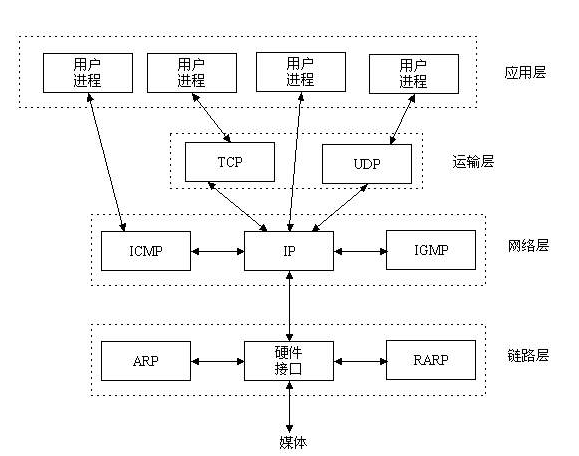 用户
进程
用户
进程
用户
进程
用户
进程
应用层
TCP
UDP
运输层
ICMP
IP
IGMP
网络层
ARP
硬件
接口
RARP
链路层
媒体